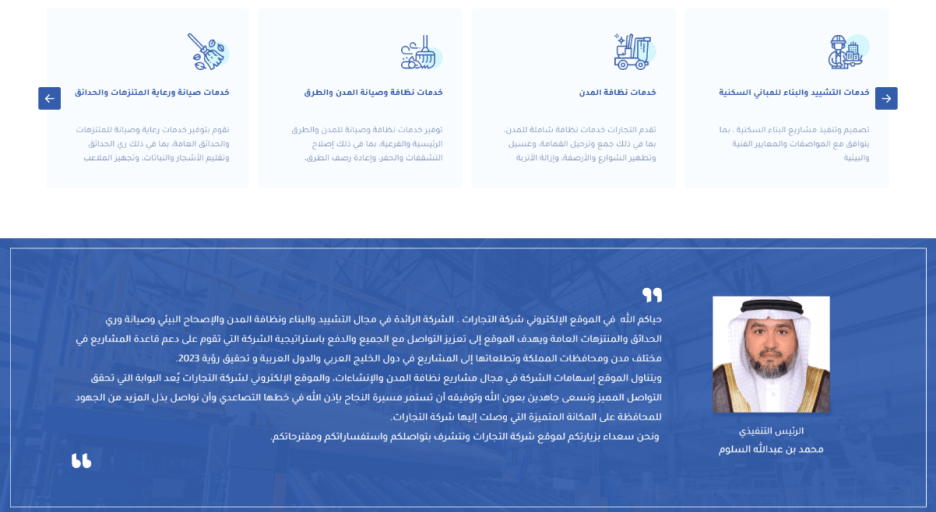 خدمات التشييد والبناء للمباني السكنية
تصميم وتنفيذ مشاريع البناء السكنية ، بما
يتوافق مع المواصفات والمعايير الفنية
والبيئية
خدمات نظافة المدن
تقدم التجارات خدمات نظافة شاملة للمدن،
بما في ذلك جمع وترحيل القمامة، وغسيل
وتطهير الشوارع والأرصفة، وإزالة الأتربة
خدمات نظافة وصيانة المدن والطرق
توفير خدمات نظافة وصيانة للمدن والطرق
الرئيسية والفرعية، بما في ذلك إصلاح
التشققات والحفر، وإعادة رصف الطرق،
خدمات صيانة ورعاية المتنزهات والحدائق
نقوم بتوفير خدمات رعاية وصيانة للمتنزهات
والحدائق العامة، بما في ذلك ري الحدائق
وتقليم الأشجار والنباتات، وتجهيز الملاعب
حياكم الله في الموقع الإلكتروني شركة التجارات . الشركة الرائدة في مجال التشييد والبناء ونظافة المدن والإصحاح البيئي وصيانة وري
الحدائق والمنتزهات العامة ويهدف الموقع إلى تعزيز التواصل مع الجميع والدفع باستراتيجية الشركة التي تقوم على دعم قاعدة المشاريع في
مختلف مدن ومحافظات المملكة وتطلعاتها إلى المشاريع في دول الخليج العربي والدول العربية و تحقيق رؤية 2023.
ويتناول الموقع إسهامات الشركة في مجال مشاريع نظافة المدن والإنشاءات، والموقع الإلكتروني لشركة التجارات يُعد البوابة التي تحقق
التواصل المميز ونسعى جاهدين بعون الله وتوفيقه أن تستمر مسيرة النجاح بإذن الله في خطها التصاعدي وأن نواصل بذل المزيد من الجهود
للمحافظة على المكانة المتميزة التي وصلت إليها شركة التجارات.
ونحن سعداء بزيارتكم لموقع شركة التجارات ونتشرف بتواصلكم واستفساراتكم ومقترحاتكم.
الرئيس التنفيذي
محمد بن عبدالله السلوم